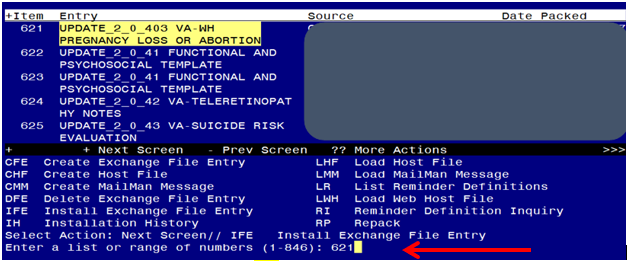 +Item Entry Source Date Packed
621 UPDATE_2_0_403 VA-WH
PREGNANCY LOSS OR ABORTION
622 UPDATE_2_0_41 FUNCTIONAL AND
PSYCHOSOCIAL TEMPLATE
623 UPDATE_2_0_41 FUNCTIONAL AND
PSYCHOSOCIAL TEMPLATE
624 UPDATE_2_0_42 VA-TELERETINOPAT
HY NOTES
625 UPDATE_2_0_43 VA-SUICIDE RISK
EVALUATION
+ + Next Screen - Prev Screen ?? More Actions >>>
CFE Create Exchange File Entry LHF Load Host File
CHF Create Host File LMM Load MailMan Message
CMM Create MailMan Message LR List Reminder Definitions
DFE Delete Exchange File Entry LWH Load Web Host File
IFE Install Exchange File Entry RI Reminder Definition Inquiry
IH Installation History RP Repack
Select Action: Next Screen// IFE Install Exchange File Entry
Enter a list or range of numbers (1-846): 621